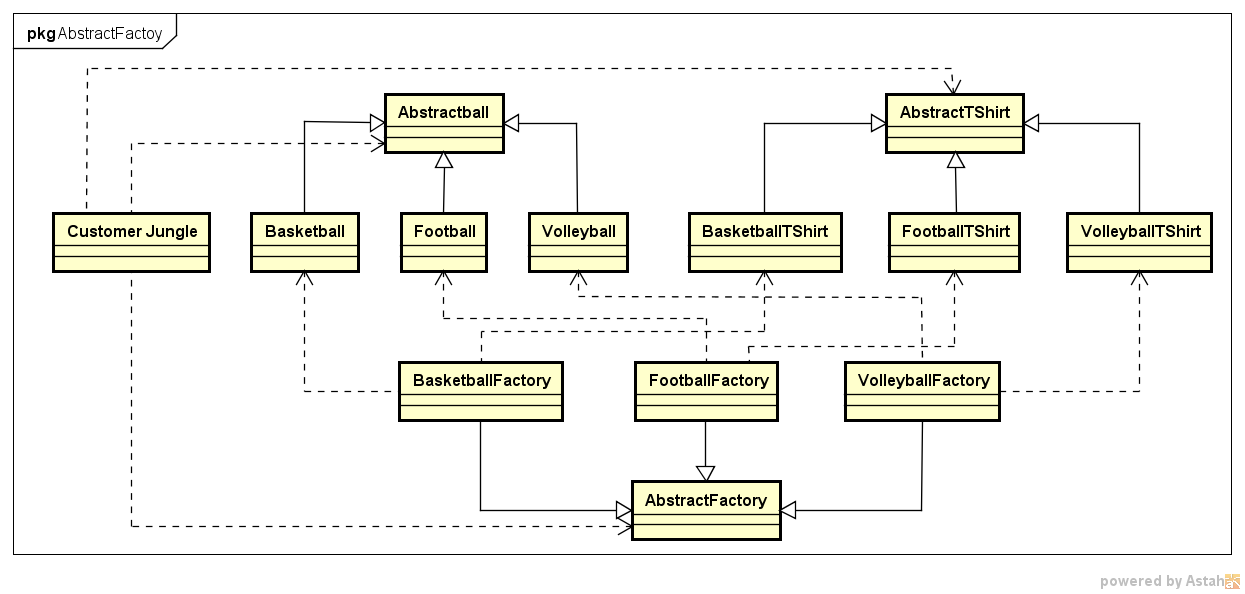 pkg AbstractFactoy
Abstractball
AbstractTShirt
Customer Jungle
Basketball
Football
Volleyball
BasketballTShirt
FootballTShirt
VolleyballTShirt
BasketballFactory
FootballFactory
VolleyballFactory
AbstractFactory
powered by Astah